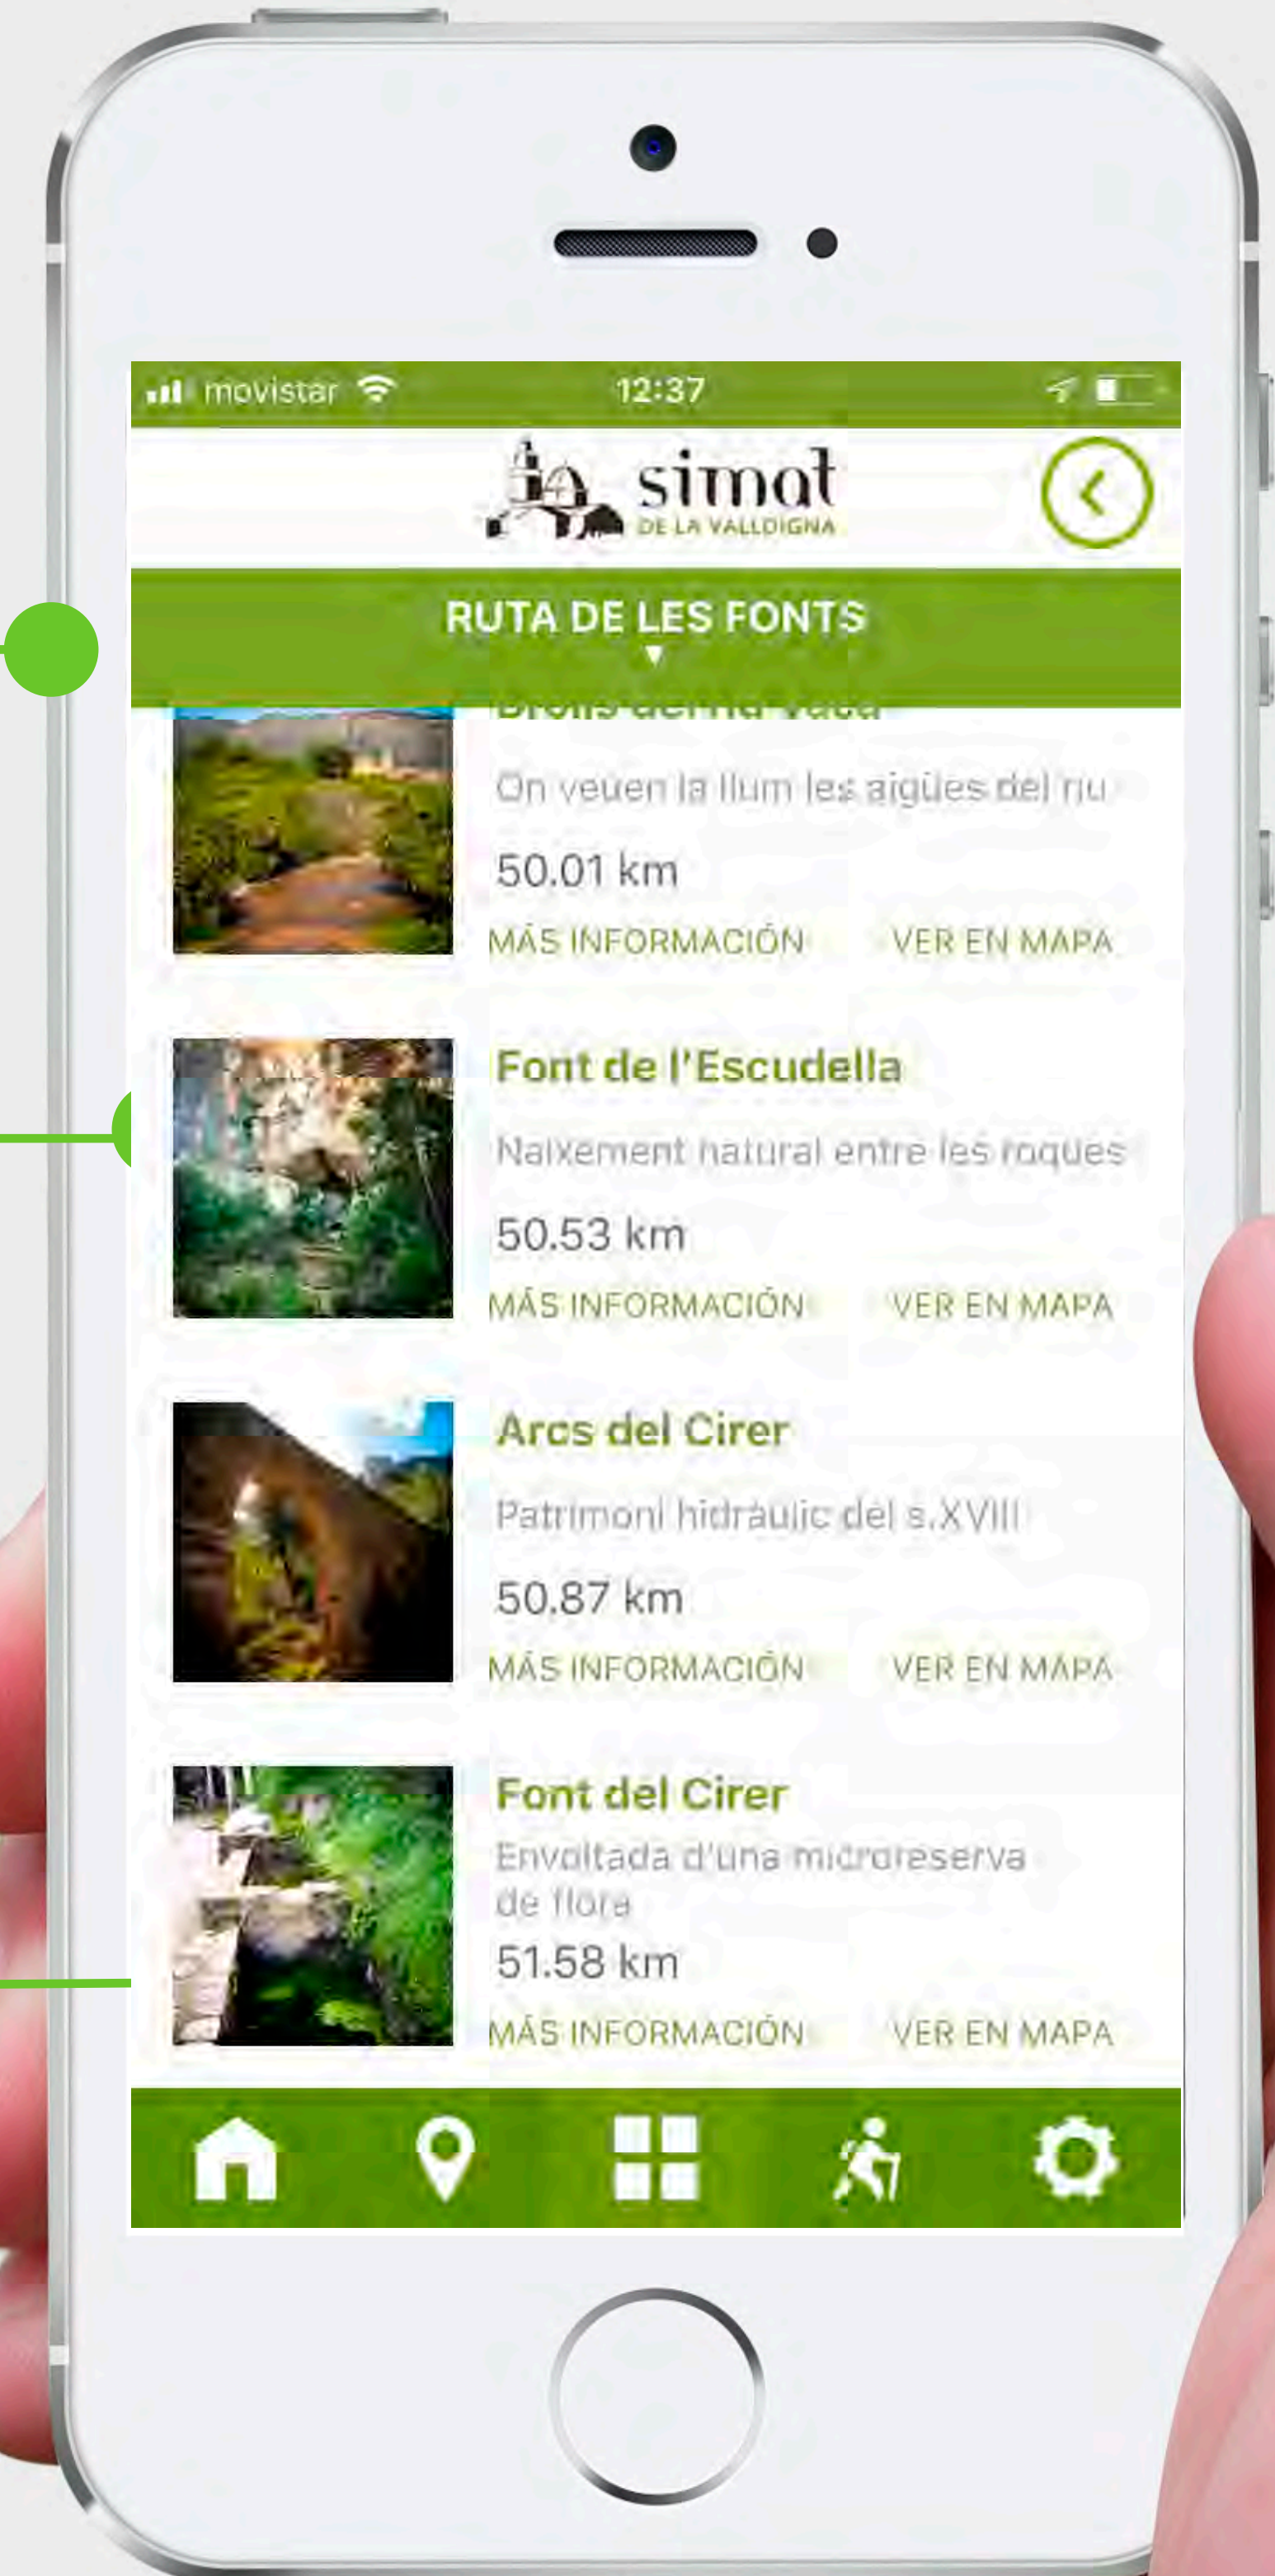 movistar
12:37
simat
DE LA VALLDIGNA
RUTA DE LES FONTS
On veuen la llum les aigües del riu
50.01 km
MÁS INFORMACIÓN VER EN MAPA
Font de l'Escudella
Naixement natural entre les roques
50.53 km
MÁS INFORMACIÓN VER EN MAPA
Arcs del Cirer
Patrimoni hidràulic del s.XVIII
50.87 km
MÁS INFORMACIÓN VER EN MAPA
Font del Cirer
Envoltada d'una microreserva
de flora
51.58 km
MÁS INFORMACIÓN VER EN MAPA